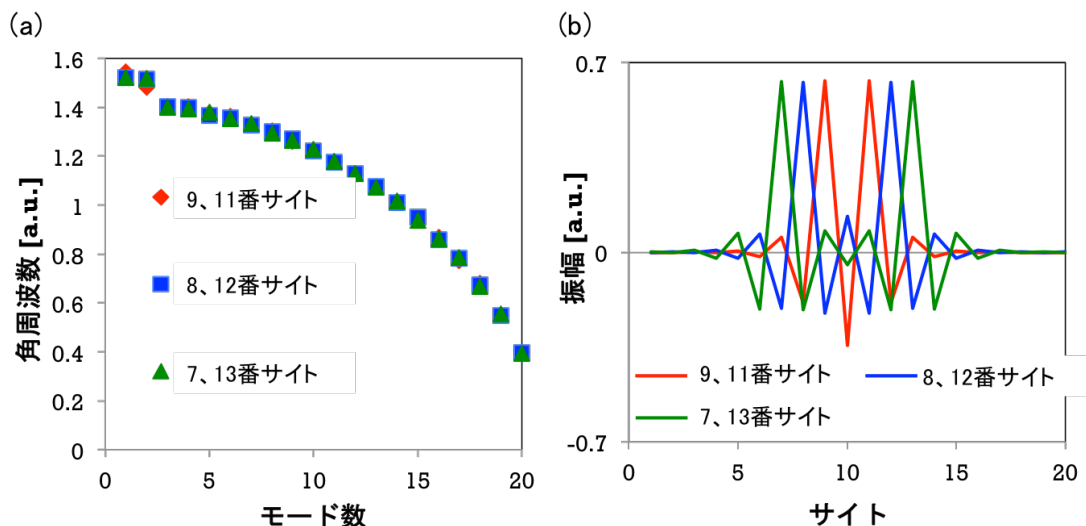 (a)
1.6
1.4
1.2
1
0.8
0.6
0.4
0.2
0
角周波数 [a.u.]
9、11番サイト
8、12番サイト
7、13番サイト
0 5 10 15 20
モード数
(b)
0.7
0
-0.7
振幅 [a.u.]
9、11番サイト 8、12番サイト
7、13番サイト
0 5 10 15 20
サイト